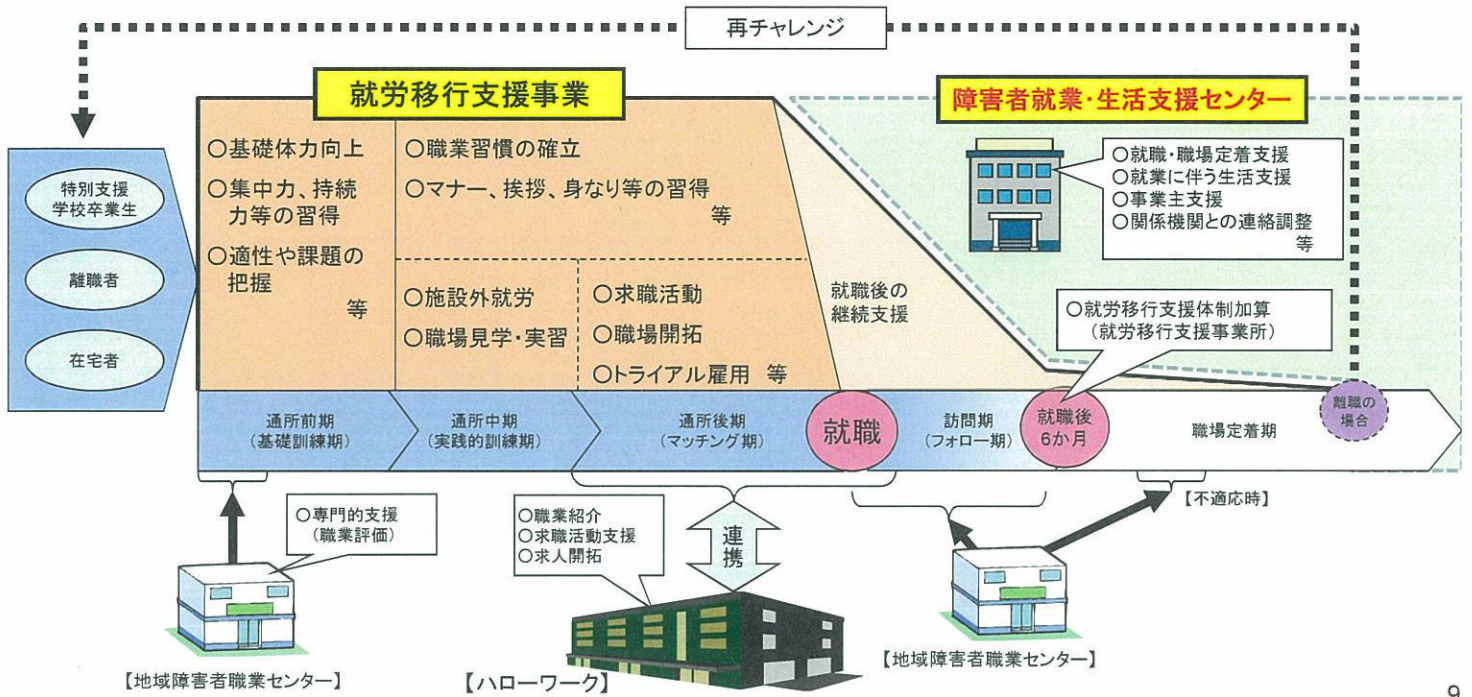 再チャレンジ
就労移行支援事業
障害者就業・生活支援センター
特別支援
学校卒業生
離職者
在宅者
○基礎体力向上
○集中力、持続
力等の習得
○適性や課題の
把握
等
○職業習慣の確立
○マナー、挨拶、身なり等の習得
等
○施設外就労
○職場見学・実習
○求職活動
○職場開拓
○トライアル雇用 等
就職後の
継続支援
○就職・職場定着支援
○就業に伴う生活支援
○事業主支援
○関係機関との連絡調整
等
○就労移行支援体制加算
(就労移行支援事業所)
通所前期
(基礎訓練期)
通所中期
(実践的訓練期)
通所後期
(マッチング期)
就職
訪問期
(フォロー期)
就職後
6か月
職場定着期
離職の
場合
【不適応時】
○専門的支援
(職業評価)
○職業紹介
○求職活動支援
○求人開拓
連携
【地域障害者職業センター】
【ハローワーク】
【地域障害者職業センター】
9